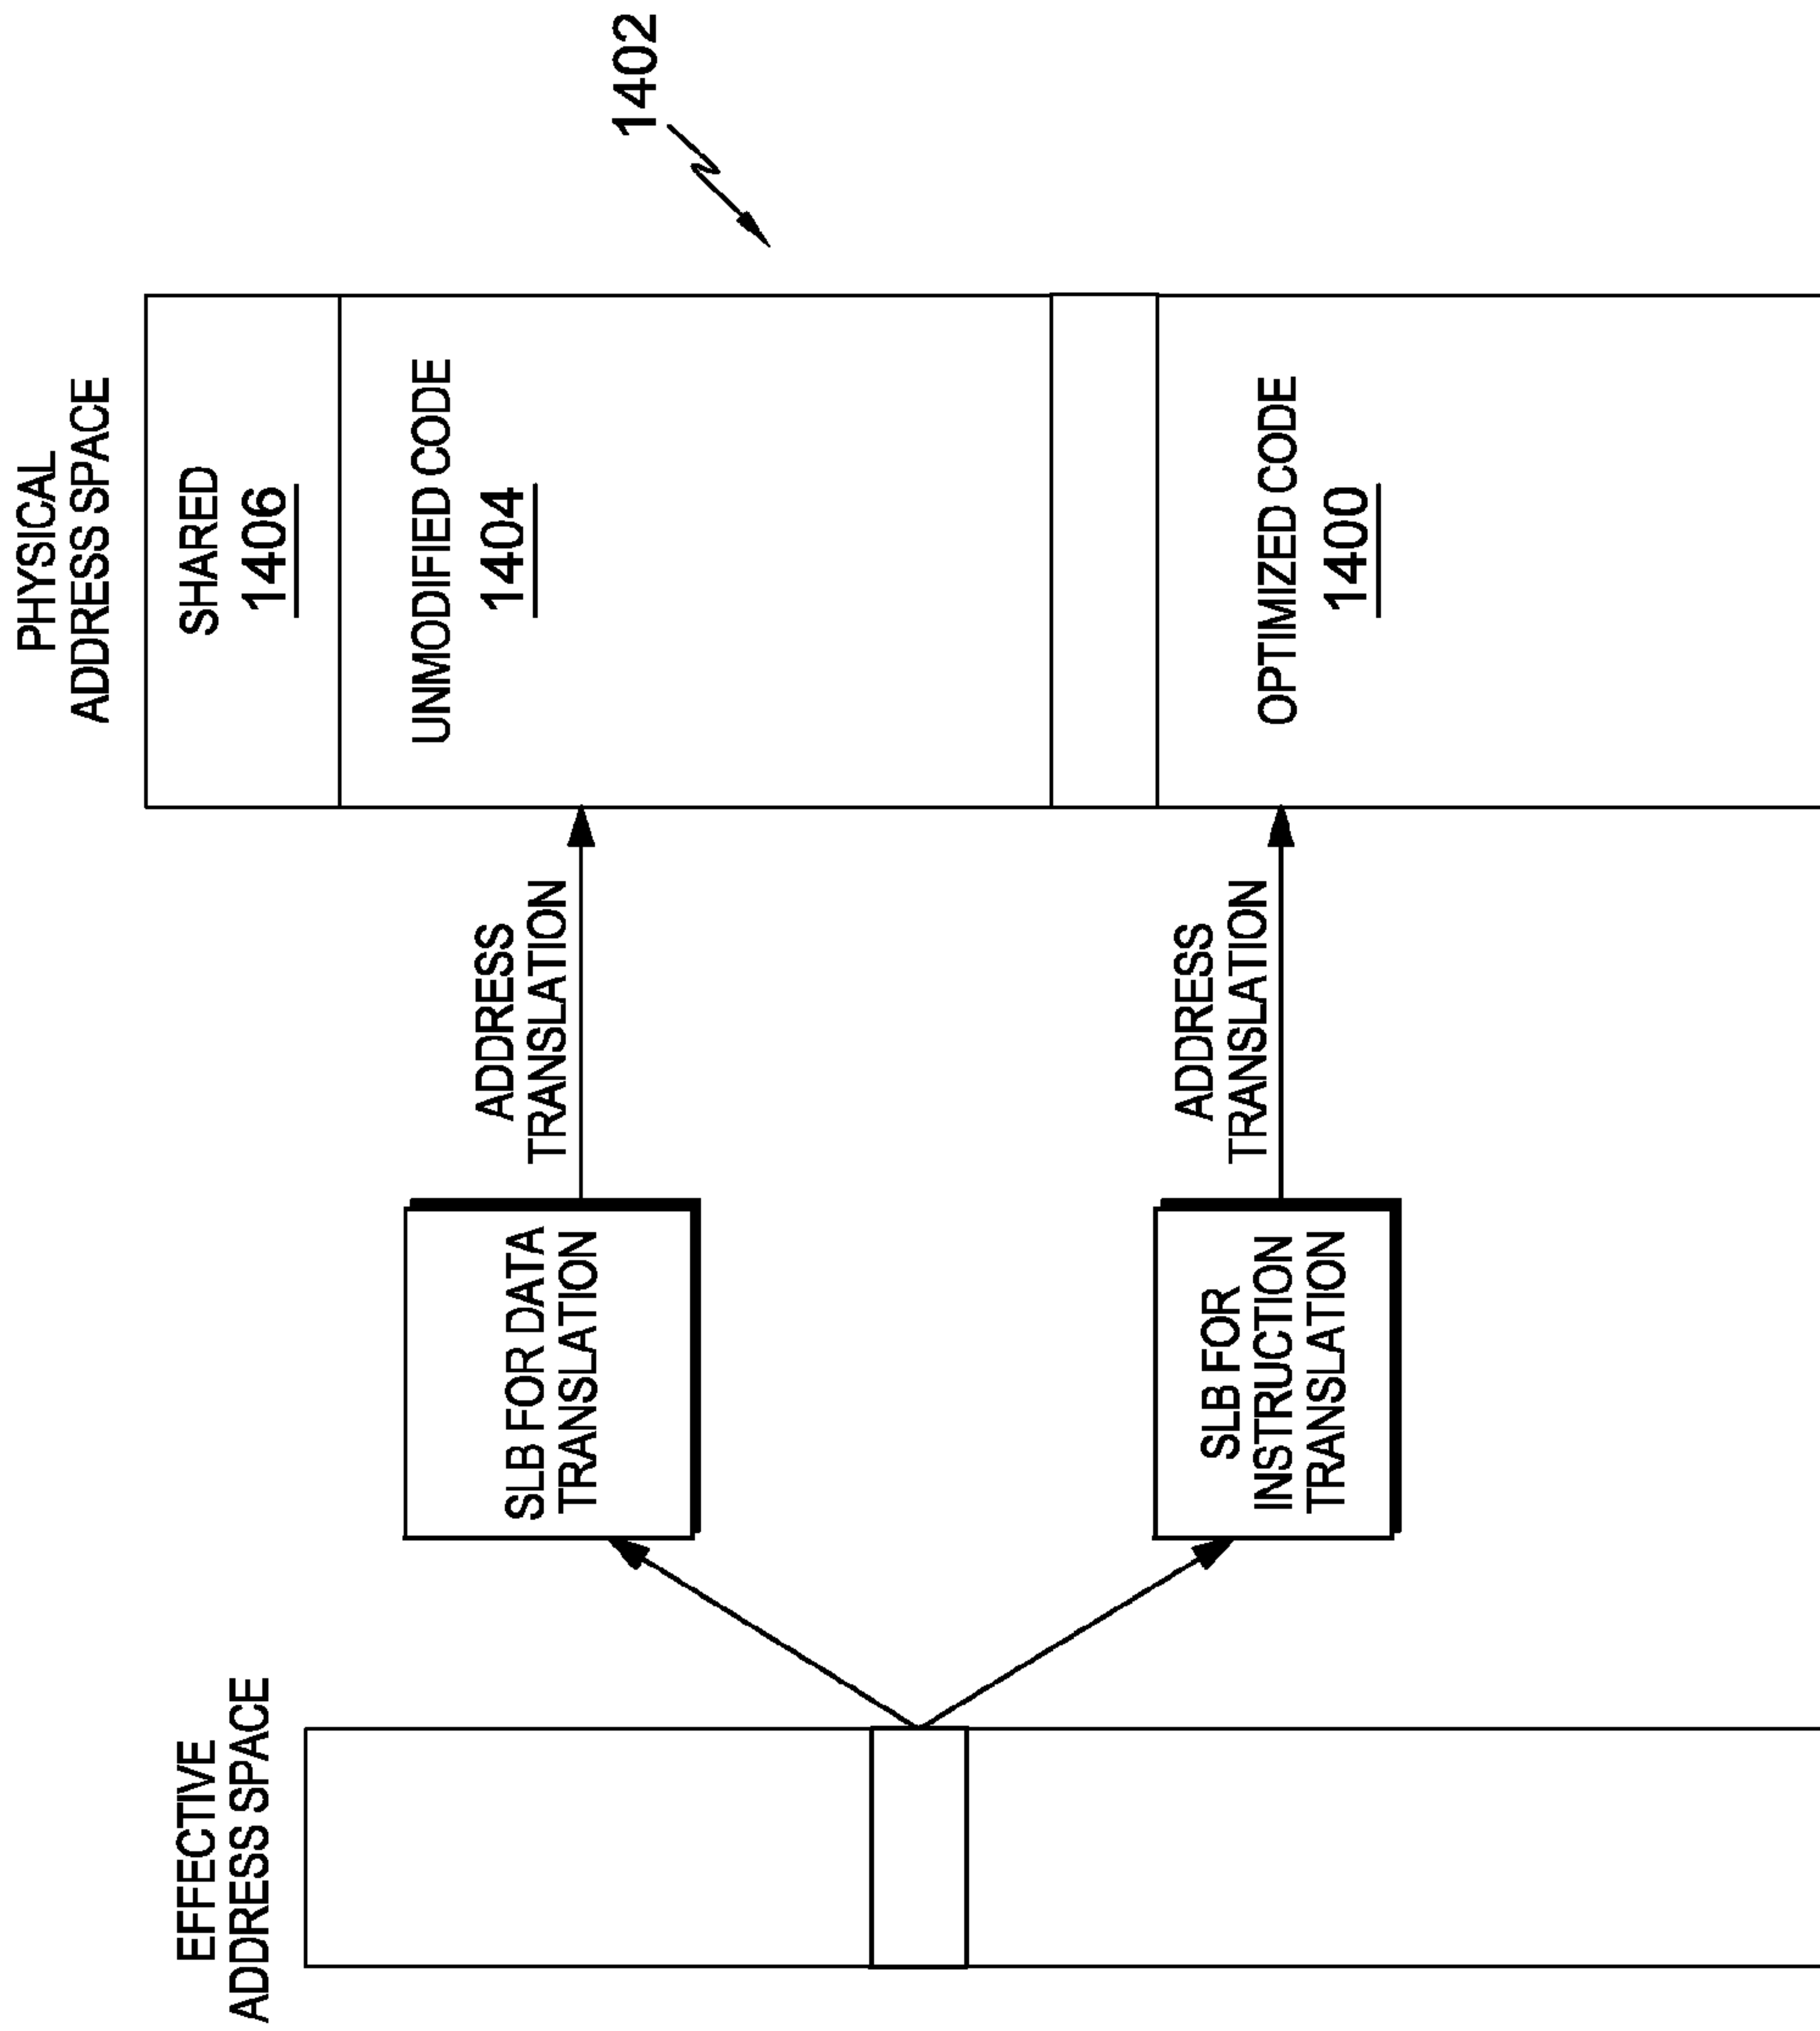 EFFECTIVE
ADDRESS SPACE
SLB FOR DATA
TRANSLATION
SLB FOR
INSTRUCTION
TRANSLATION
ADDRESS
TRANSLATION
ADDRESS
TRANSLATION
PHYSICAL
ADDRESS SPACE
SHARED
1406
UNMODIFIED CODE
1404
OPTIMIZED CODE
1400
1402